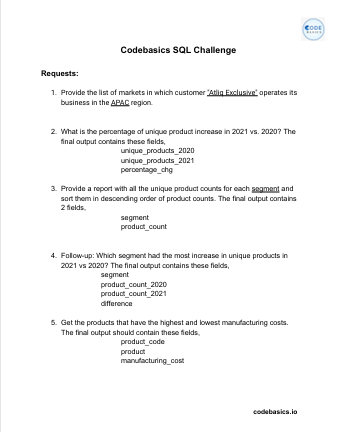 CODE
BASICS
Codebasics SQL Challenge
Requests:
1. Provide the list of markets in which customer "Atliq Exclusive" operates its
business in the APAC region.
2. What is the percentage of unique product increase in 2021 vs. 2020? The
final output contains these fields,
unique_products_2020
unique_products_2021
percentage_chg
3. Provide a report with all the unique product counts for each segment and
sort them in descending order of product counts. The final output contains
2 fields,
segment
product_count
4. Follow-up: Which segment had the most increase in unique products in
2021 vs 2020? The final output contains these fields,
segment
product_count_2020
product_count_2021
difference
5. Get the products that have the highest and lowest manufacturing costs.
The final output should contain these fields,
product_code
product
manufacturing_cost
codebasics.io